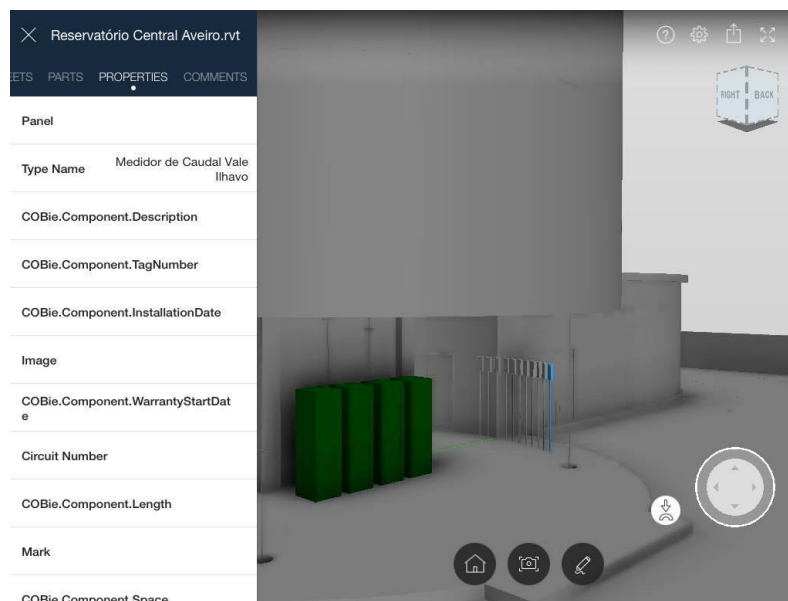 Reservatório Central Aveiro.rvt
EETS PARTS PROPERTIES COMMENTS
Panel
Type Name Medidor de Caudal Vale
Ilhavo
COBie.Component.Description
COBie.Component.TagNumber
COBie.Component.InstallationDate
Image
COBie.Component.WarrantyStartDat
e
Circuit Number
COBie.Component.Length
Mark
COBie.Component.Space
?
RIGHT BACK